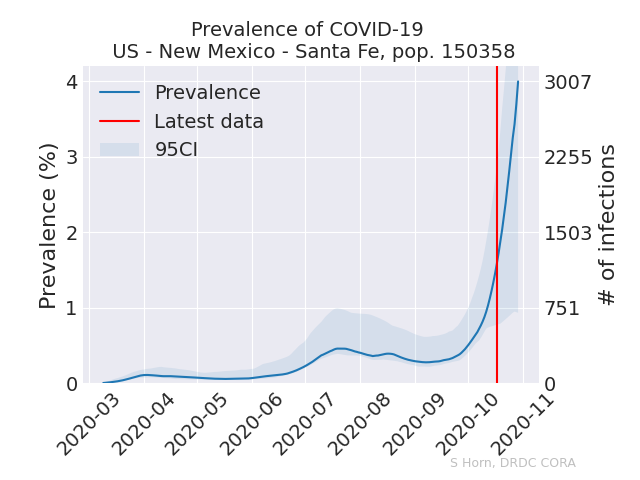 Prevalence of COVID-19
US - New Mexico - Santa Fe, pop. 150358
Prevalence
Latest data
95CI
Prevalence (%)
4
3
2
1
0
3007
2255
1503
751
0
# of infections
2020-03
2020-04
2020-05
2020-06
2020-07
2020-08
2020-09
2020-10
2020-11
S Horn, DRDC CORA